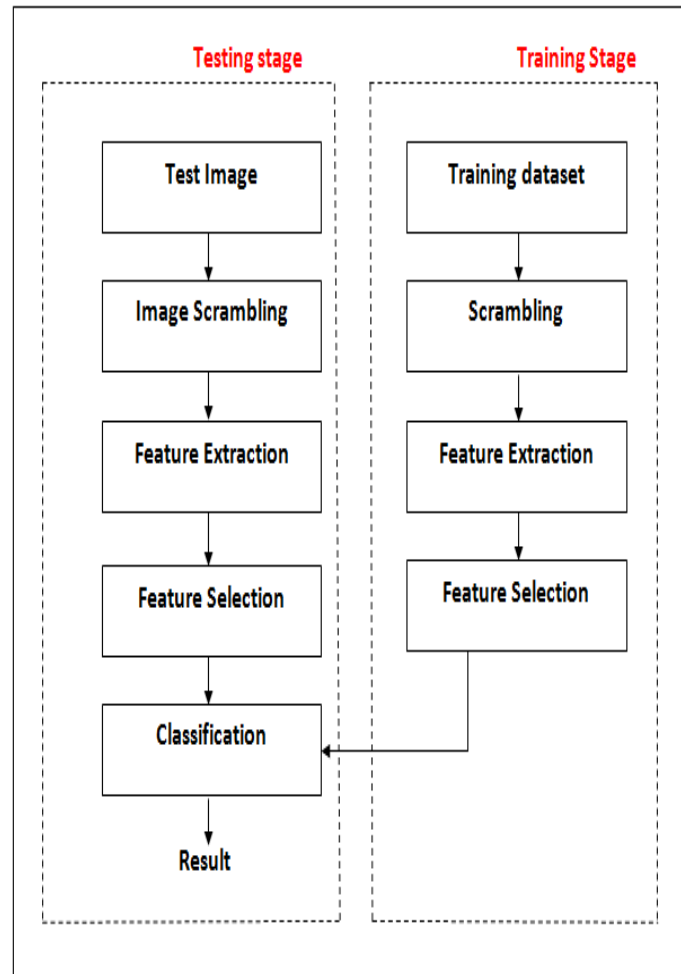 Testing stage
Test Image
Image Scrambling
Feature Extraction
Feature Selection
Classification
Result
Training Stage
Training dataset
Scrambling
Feature Extraction
Feature Selection